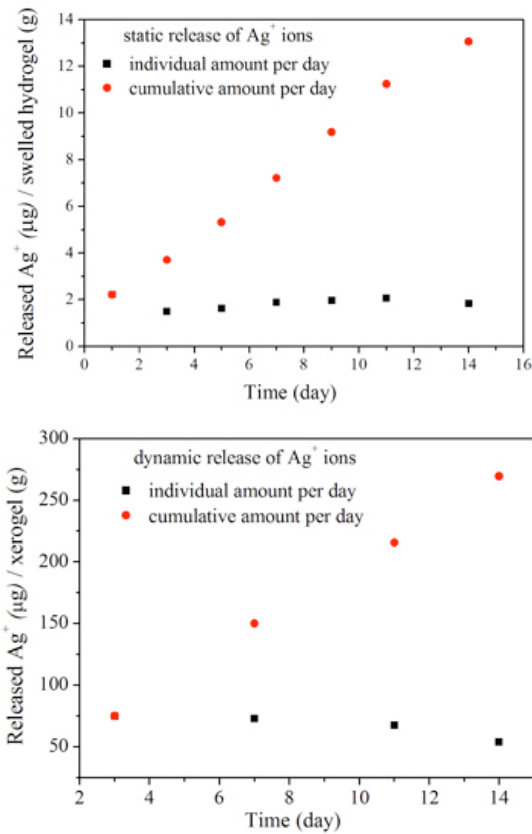 14
12
10
8
6
4
2
0
static release of Ag⁺ ions
individual amount per day
cumulative amount per day
Released Ag⁺ (µg) / swelled hydrogel (g)
0 2 4 6 8 10 12 14 16
Time (day)
300
250
200
150
100
50
dynamic release of Ag⁺ ions
individual amount per day
cumulative amount per day
Released Ag⁺ (µg) / xerogel (g)
2 4 6 8 10 12 14
Time (day)